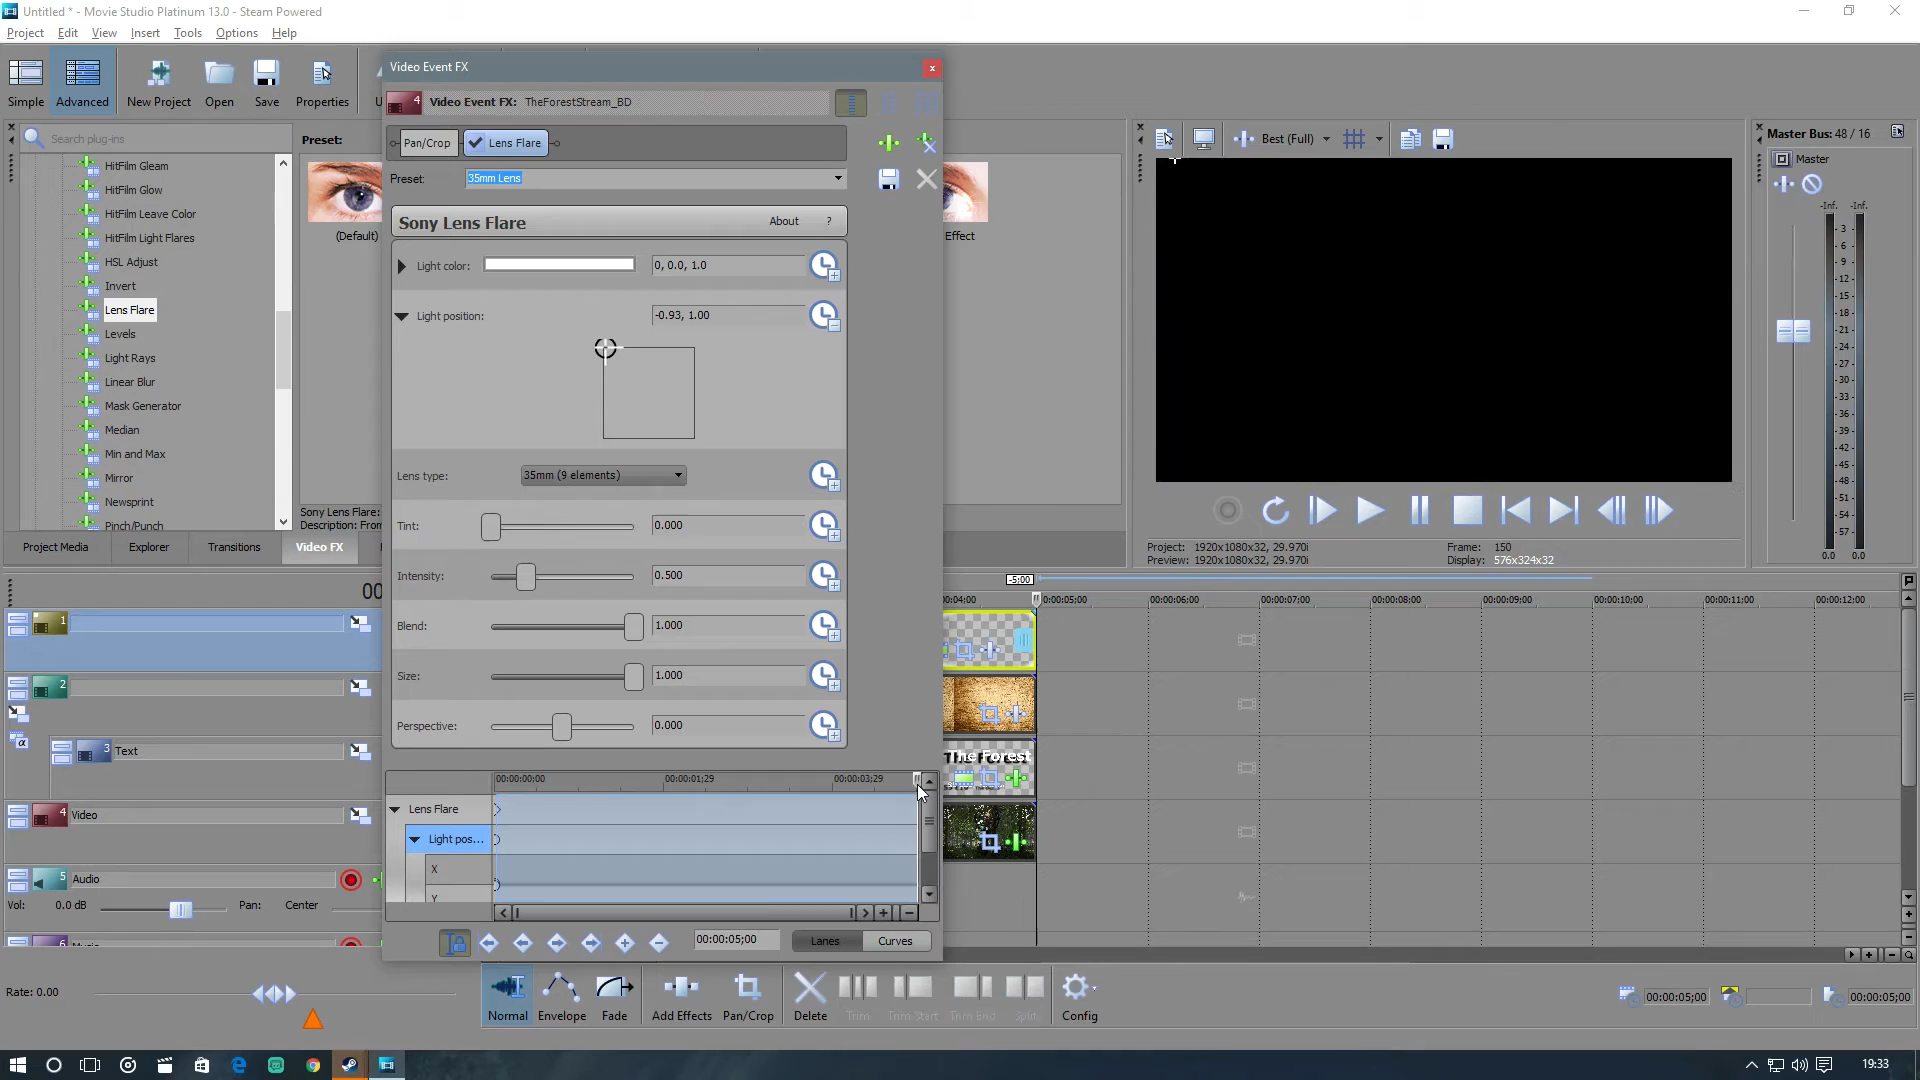 Untitled * - Movie Studio Platinum 13.0 - Steam Powered
Project Edit View Insert Tools Options Help
Simple Advanced New Project Open Save Properties
Video Event FX
Video Event FX: TheForestStream_BD
Pan/Crop Lens Flare
Preset: 35mm Lens
Sony Lens Flare About ?
Light color: 0, 0.0, 1.0
Light position: -0.93, 1.00
Lens type: 35mm (9 elements)
Tint: 0.000
Intensity: 0.500
Blend: 1.000
Size: 1.000
Perspective: 0.000
00:00:00;00 00:00:01;29 00:00:03;29
Lens Flare
Light pos...
X
Y
00:00:05;00 Lanes Curves
Search plug-ins
HitFilm Gleam
HitFilm Glow
HitFilm Leave Color
HitFilm Light Flares
HSL Adjust
Invert
Lens Flare
Levels
Light Rays
Linear Blur
Mask Generator
Median
Min and Max
Mirror
Newsprint
Pinch/Punch
Preset:
(Default)
Effect
Sony Lens Flare:
Description: From
Project Media Explorer Transitions Video FX
Best (Full)
Project: 1920x1080x32, 29.970i
Preview: 1920x1080x32, 29.970i
Frame: 150
Display: 576x324x32
Master Bus: 48 / 16
Master
-Inf. -Inf.
3
6
9
12
15
18
21
24
27
30
33
36
39
42
45
48
51
54
57
0.0 0.0
00
-5:00
00:00:05;00 00:00:06;00 00:00:07;00 00:00:08;00 00:00:09;00 00:00:10;00 00:00:11;00 00:00:12;00
1
2
3 Text
4 Video
5 Audio
Vol: 0.0 dB Pan: Center
The Forest
Rate: 0.00
Normal Envelope Fade Add Effects Pan/Crop Delete Trim Trim Start Trim End Split Config
00:00:05;00 00:00:05;00
19:33